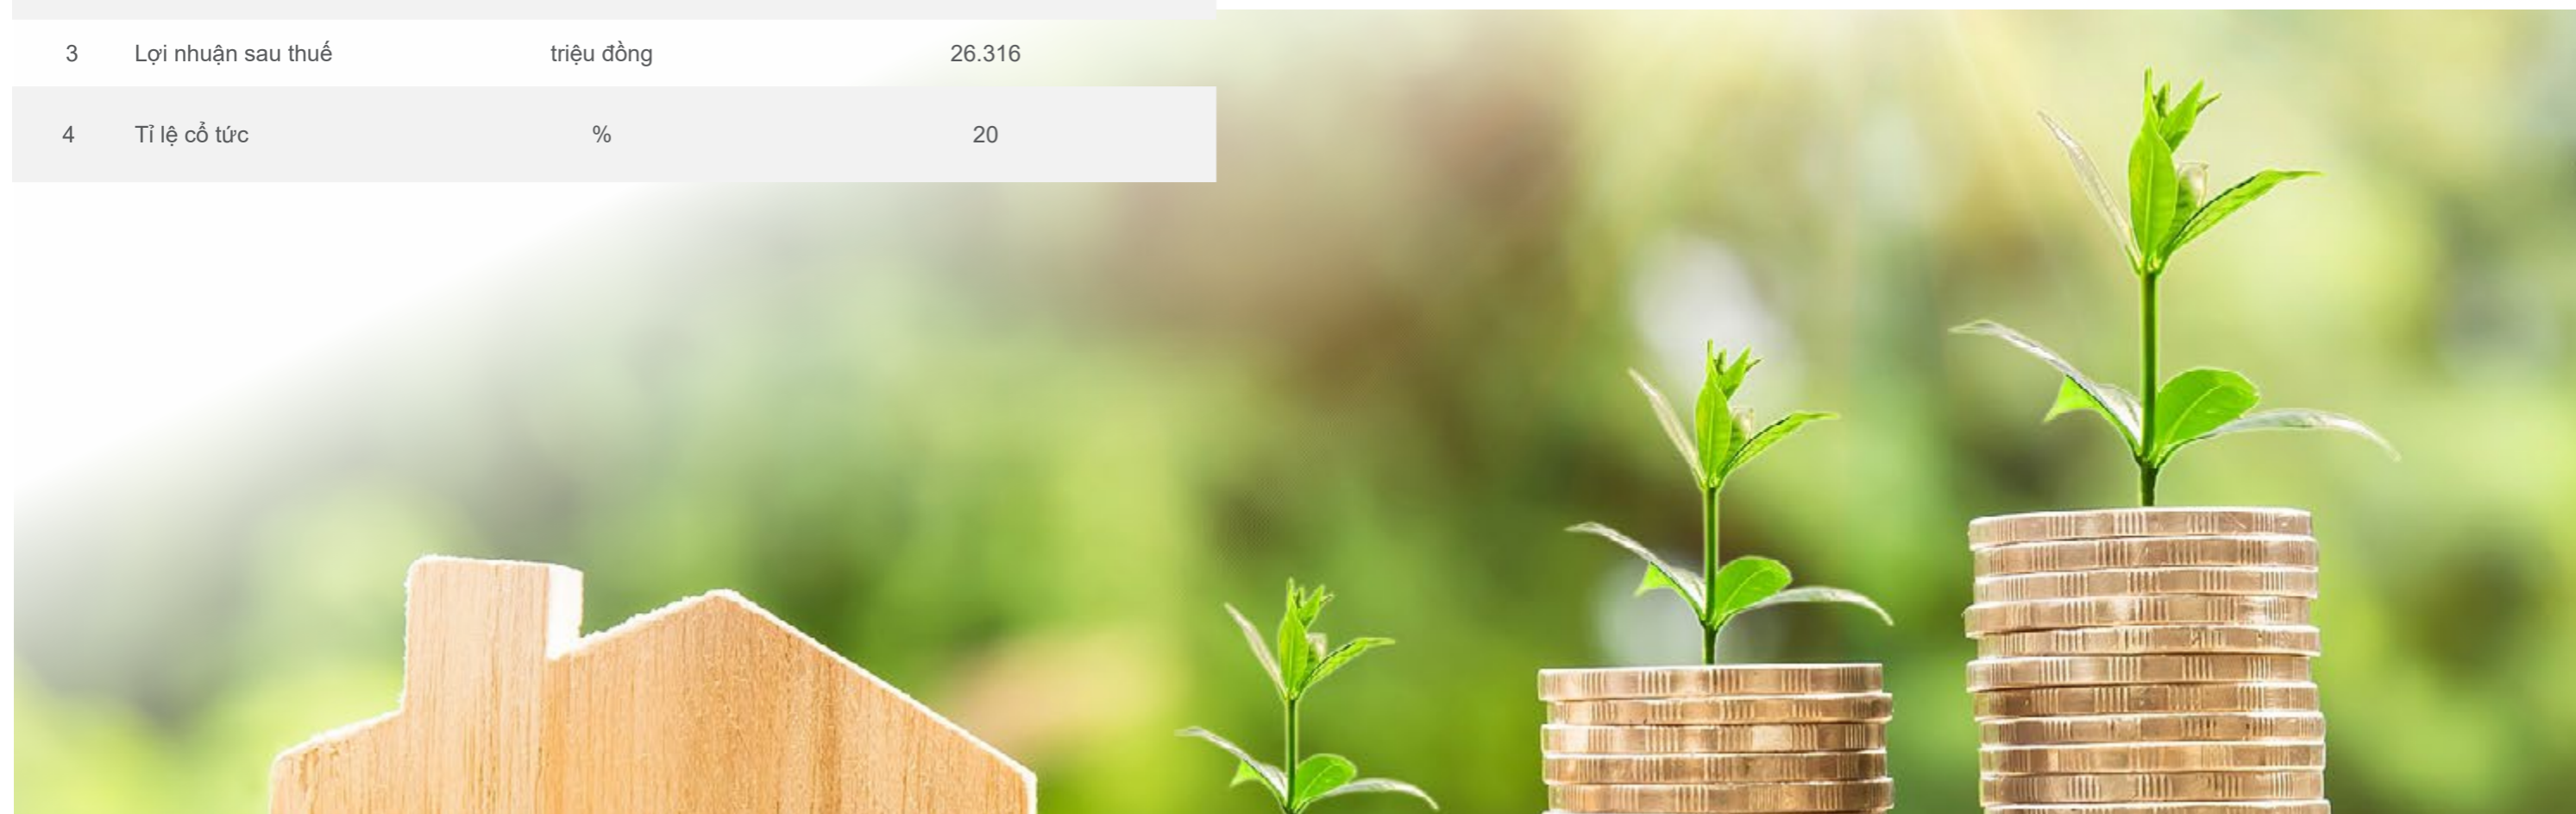 3 Lợi nhuận sau thuế triệu đồng 26.316
4 Tỉ lệ cổ tức % 20